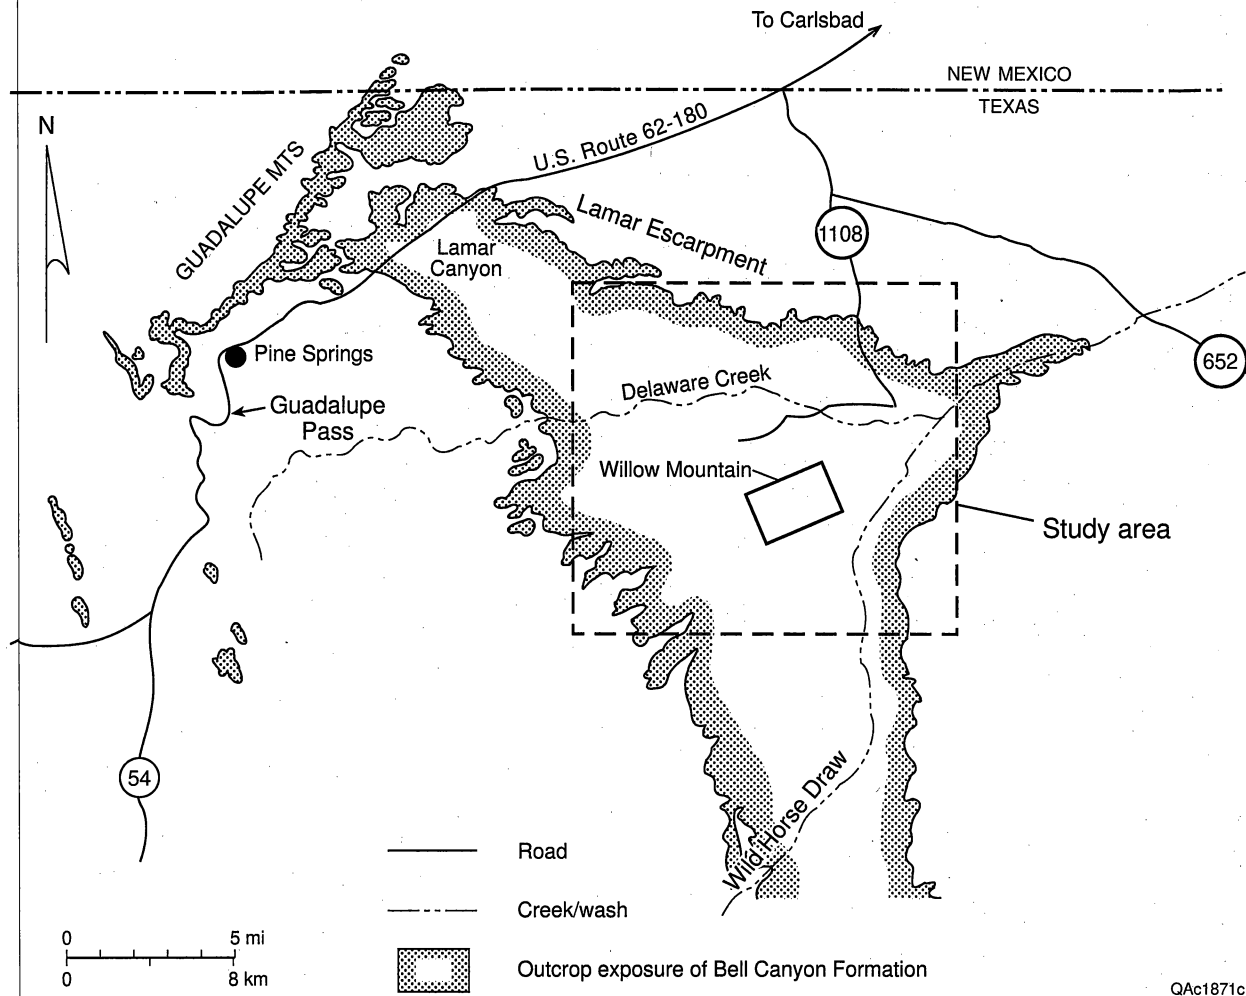 To Carlsbad
NEW MEXICO
TEXAS
N
U.S. Route 62-180
GUADALUPE MTS
Lamar Escarpment
1108
Lamar
Canyon
652
Pine Springs
Delaware Creek
Guadalupe
Pass
Willow Mountain
Study area
54
Wild Horse Draw
Road
Creek/wash
0 5 mi
0 8 km
Outcrop exposure of Bell Canyon Formation
QAc1871c